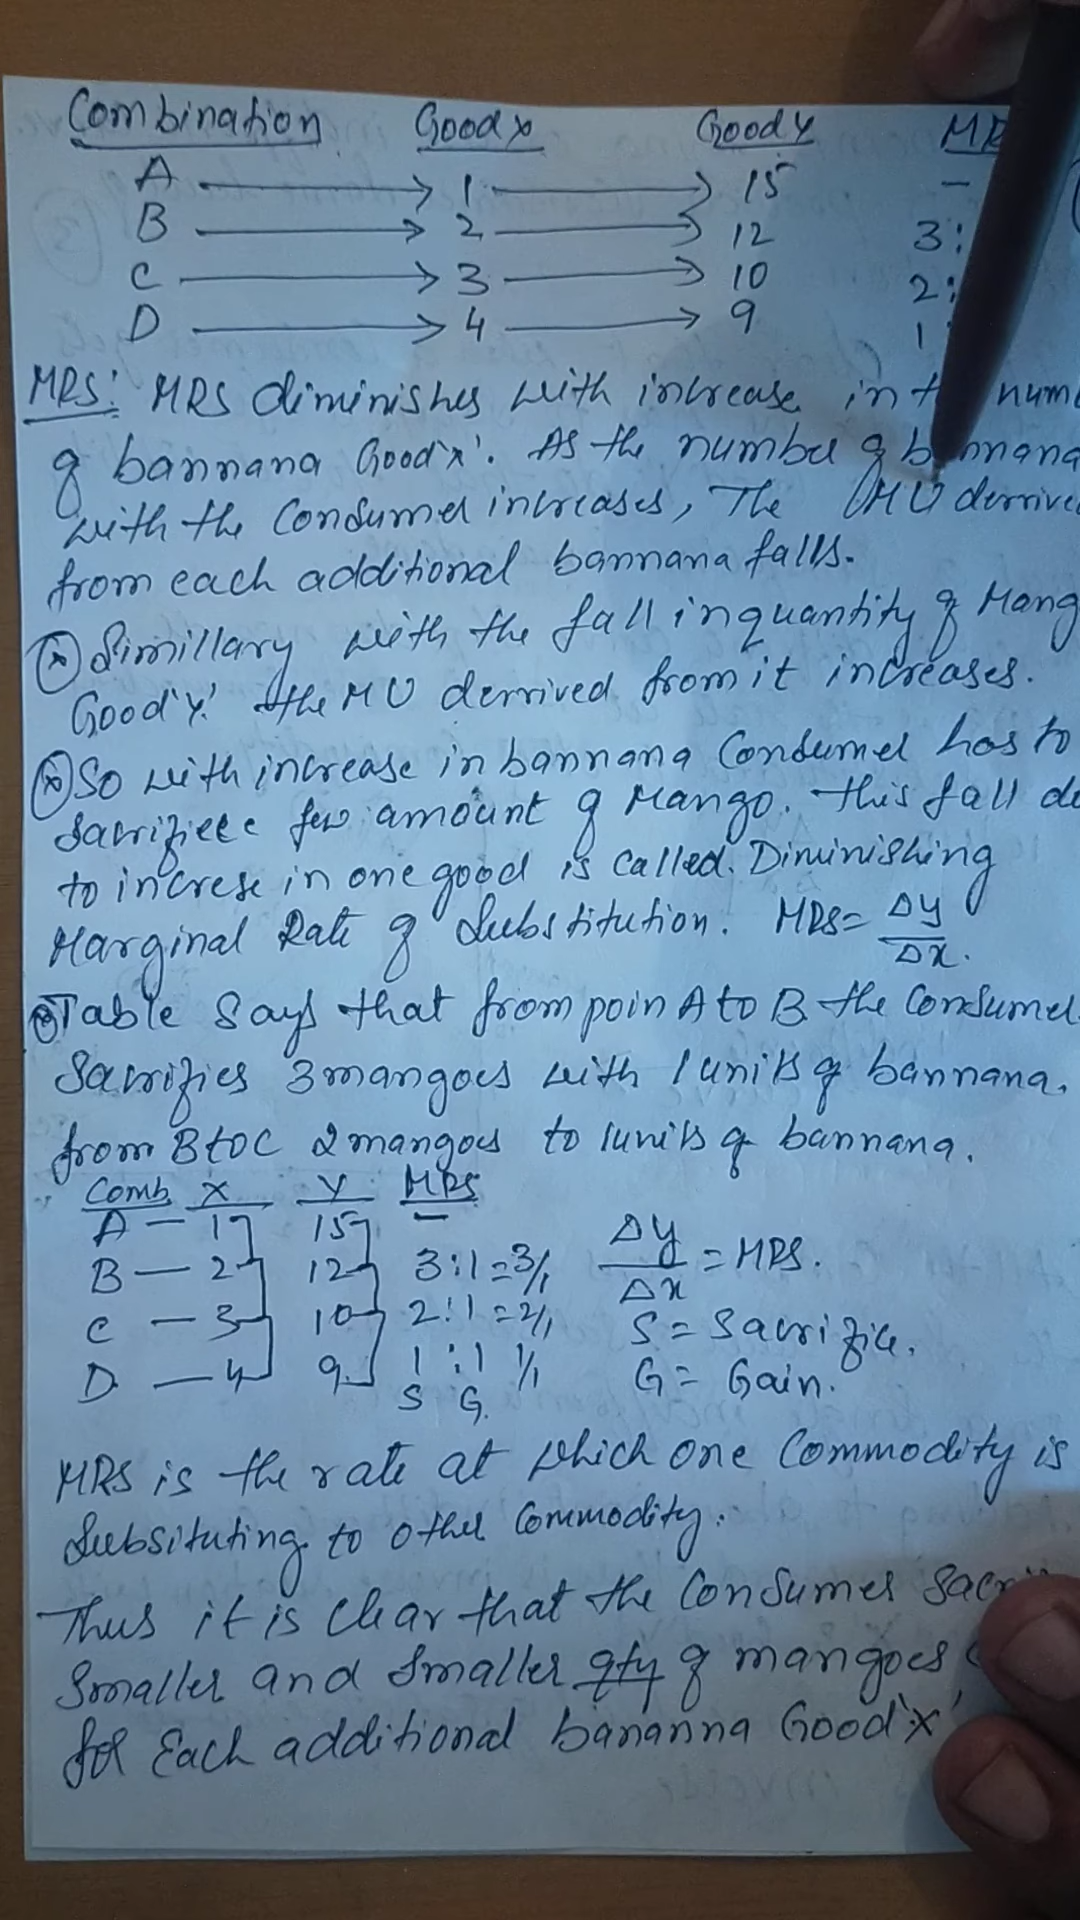 Combination Good x Good y MR
A 1 15 -
B 2 12 3:
C 3 10 2:
D 4 9 1
MRS: MRS diminishes with increase in num
of bannana Good 'x'. As the number of bannana
with the Consumer increases, The MU derrive
from each additional bannana falls.
Simillary with the fall in quantity of Mang
Good 'y' the MU derrived from it increases.
So with increase in bannana Consumer has to
few amount of Mango. this fall
to increse in one good is Called. Diminishing
Marginal Rate of Substitution. MRS= Δy/Δx.
Table Says that from poin A to B the Consumer
Sacrifies 3 mangoes with 1 units of bannana.
from B to C 2 mangoes to 1 units of bannana.
Comb X Y MRS
A - 1 15 -
B - 2 12 3:1 = 3/1 Δy/Δx = MRS.
C - 3 10 2:1 = 2/1 S = Sacrifice.
D - 4 9 1:1 1/1 G = Gain.
S G.
MRS is the rate at which one Commodity is
Subsituting to other Commodity.
Thus it is Clear that the Consumer
Smaller and Smaller qty of mangoes
for Each additional bananna Good 'x'